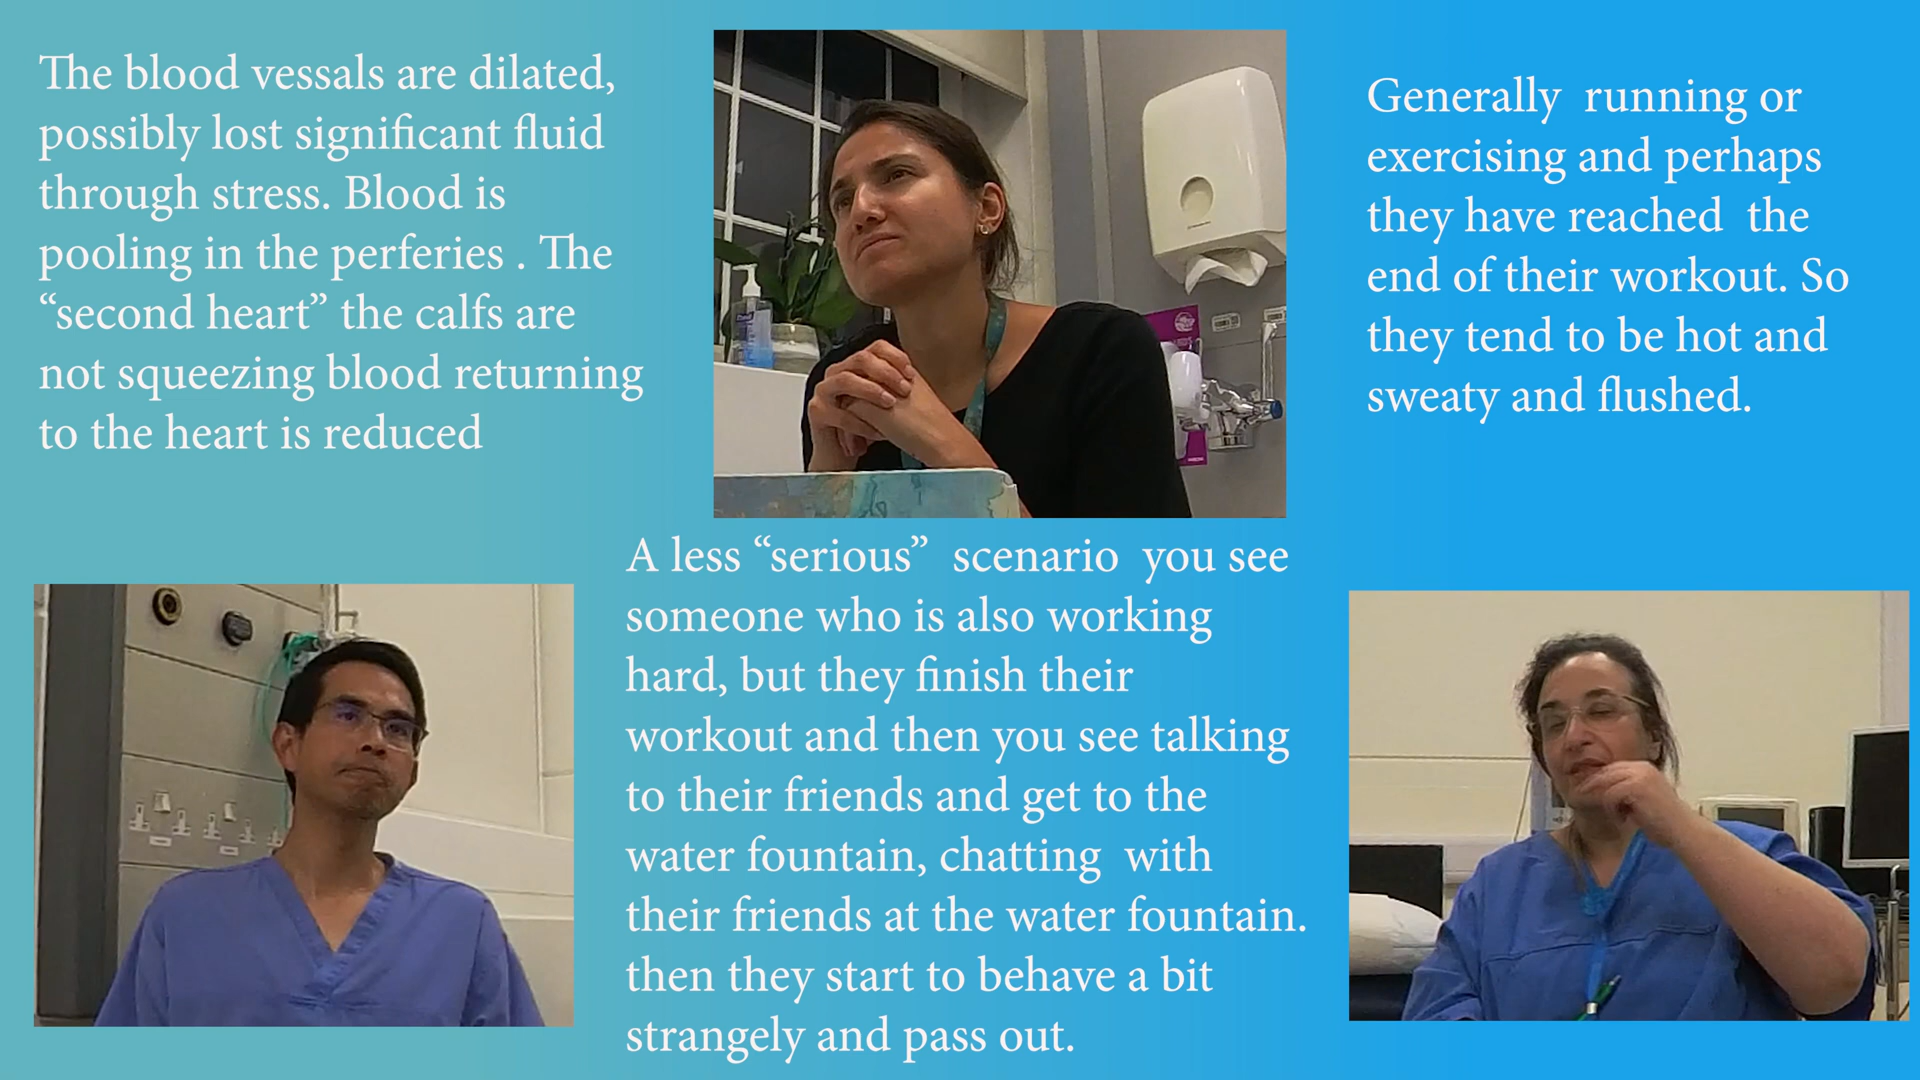 The blood vessals are dilated,
possibly lost significant fluid
through stress. Blood is
pooling in the perferies . The
“second heart” the calfs are
not squeezing blood returning
to the heart is reduced
Generally  running or
exercising and perhaps
they have reached  the
end of their workout. So
they tend to be hot and
sweaty and flushed.
A less “serious”  scenario  you see
someone who is also working
hard, but they finish their
workout and then you see talking
to their friends and get to the
water fountain, chatting  with
their friends at the water fountain.
then they start to behave a bit
strangely and pass out.